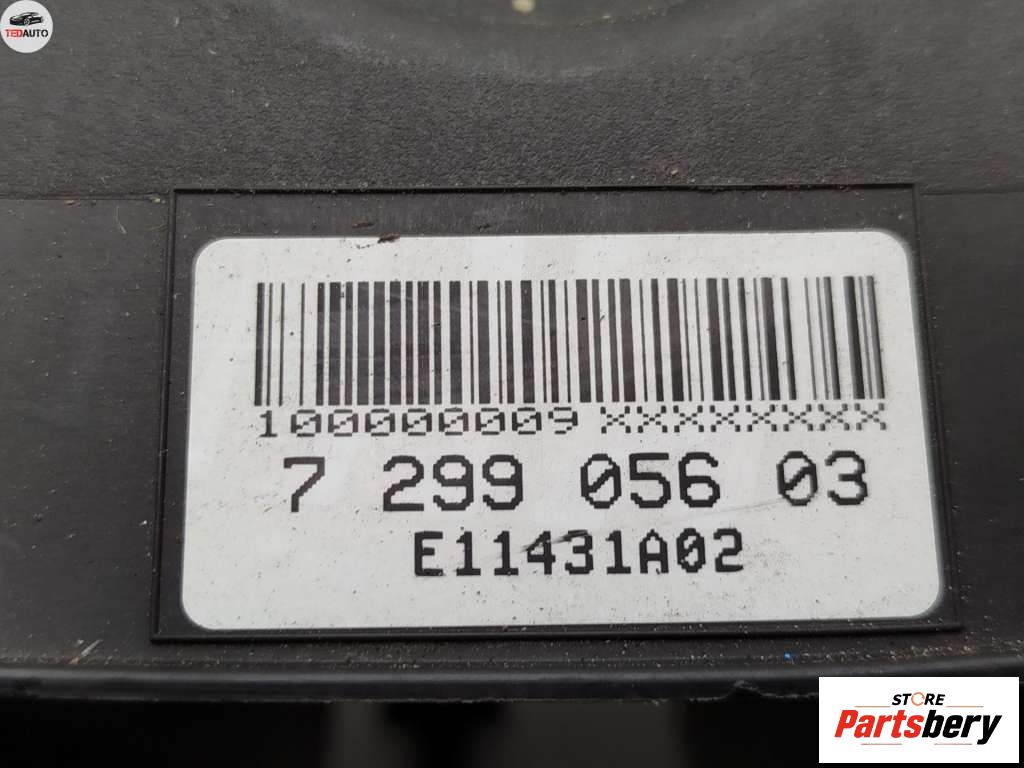 TEDAUTO
100000009 XXXXXXXX
7 299 056 03
E11431A02
STORE
Partsbery